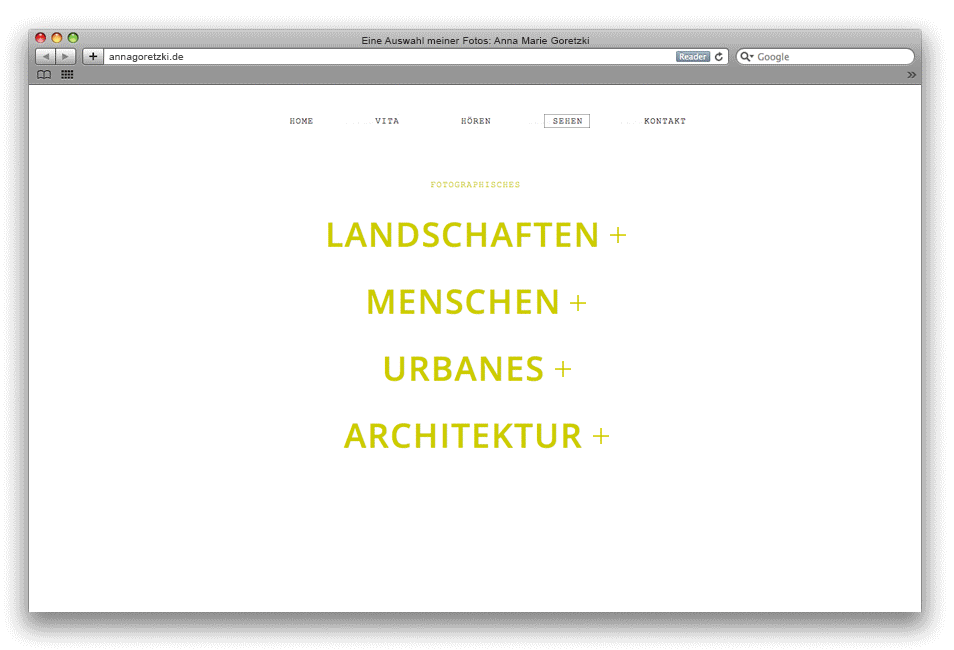 Eine Auswahl meiner Fotos: Anna Marie Goretzki
annagoretzki.de Reader Google
HOME VITA HÖREN SEHEN KONTAKT
FOTOGRAPHISCHES
LANDSCHAFTEN +
MENSCHEN +
URBANES +
ARCHITEKTUR +